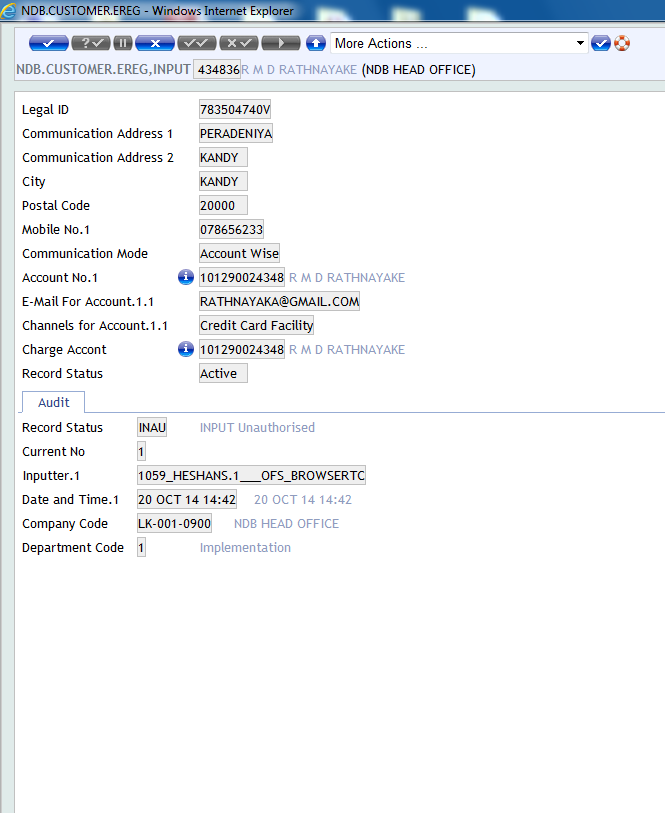 NDB.CUSTOMER.EREG - Windows Internet Explorer
More Actions ...
NDB.CUSTOMER.EREG,INPUT 434836 R M D RATHNAYAKE (NDB HEAD OFFICE)
Legal ID 783504740V
Communication Address 1 PERADENIYA
Communication Address 2 KANDY
City KANDY
Postal Code 20000
Mobile No.1 078656233
Communication Mode Account Wise
Account No.1 101290024348 R M D RATHNAYAKE
E-Mail For Account.1.1 RATHNAYAKA@GMAIL.COM
Channels for Account.1.1 Credit Card Facility
Charge Accont 101290024348 R M D RATHNAYAKE
Record Status Active
Audit
Record Status INAU INPUT Unauthorised
Current No 1
Inputter.1 1059_HESHANS.1___OFS_BROWSERTC
Date and Time.1 20 OCT 14 14:42 20 OCT 14 14:42
Company Code LK-001-0900 NDB HEAD OFFICE
Department Code 1 Implementation